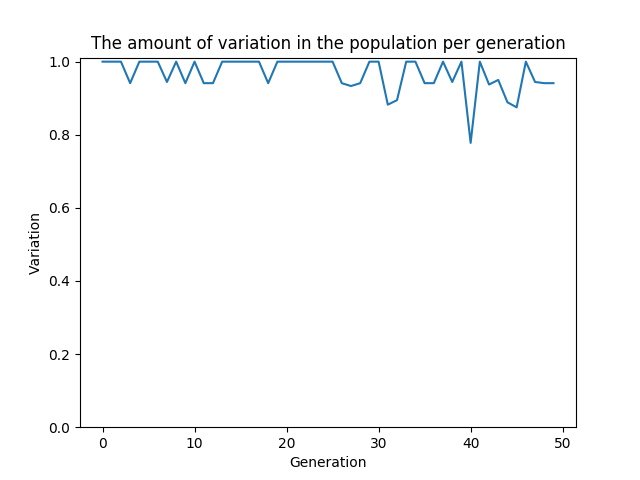 The amount of variation in the population per generation
1.0
0.8
0.6
0.4
0.2
0.0
Variation
0 10 20 30 40 50
Generation